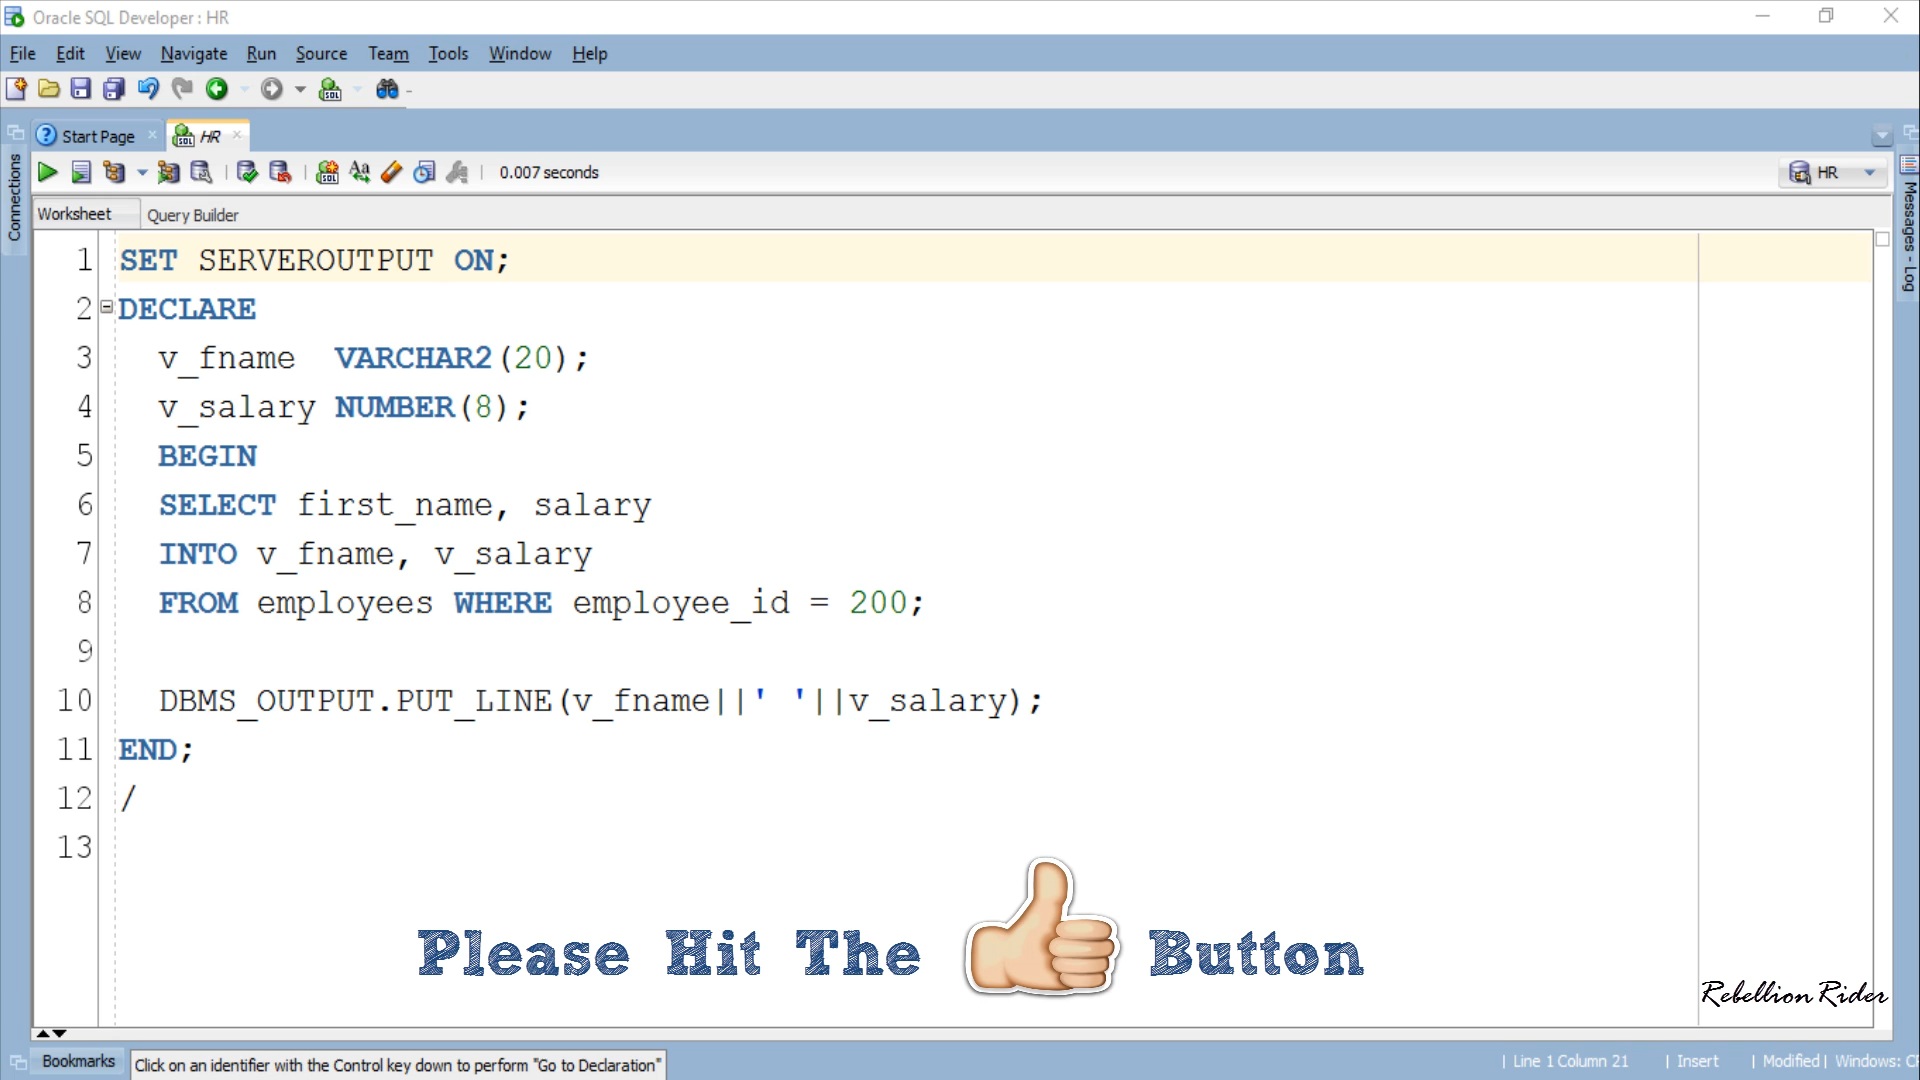 Oracle SQL Developer : HR
File Edit View Navigate Run Source Team Tools Window Help
Start Page HR
0.007 seconds
HR
Connections
Messages - Log
Worksheet Query Builder
1 SET SERVEROUTPUT ON;
2 DECLARE
3 v_fname VARCHAR2(20);
4 v_salary NUMBER(8);
5 BEGIN
6 SELECT first_name, salary
7 INTO v_fname, v_salary
8 FROM employees WHERE employee_id = 200;
9
10 DBMS_OUTPUT.PUT_LINE(v_fname||' '||v_salary);
11 END;
12 /
13
Please Hit The Button
Rebellion Rider
Bookmarks
Click on an identifier with the Control key down to perform "Go to Declaration"
| Line 1 Column 21 | Insert | Modified | Windows: